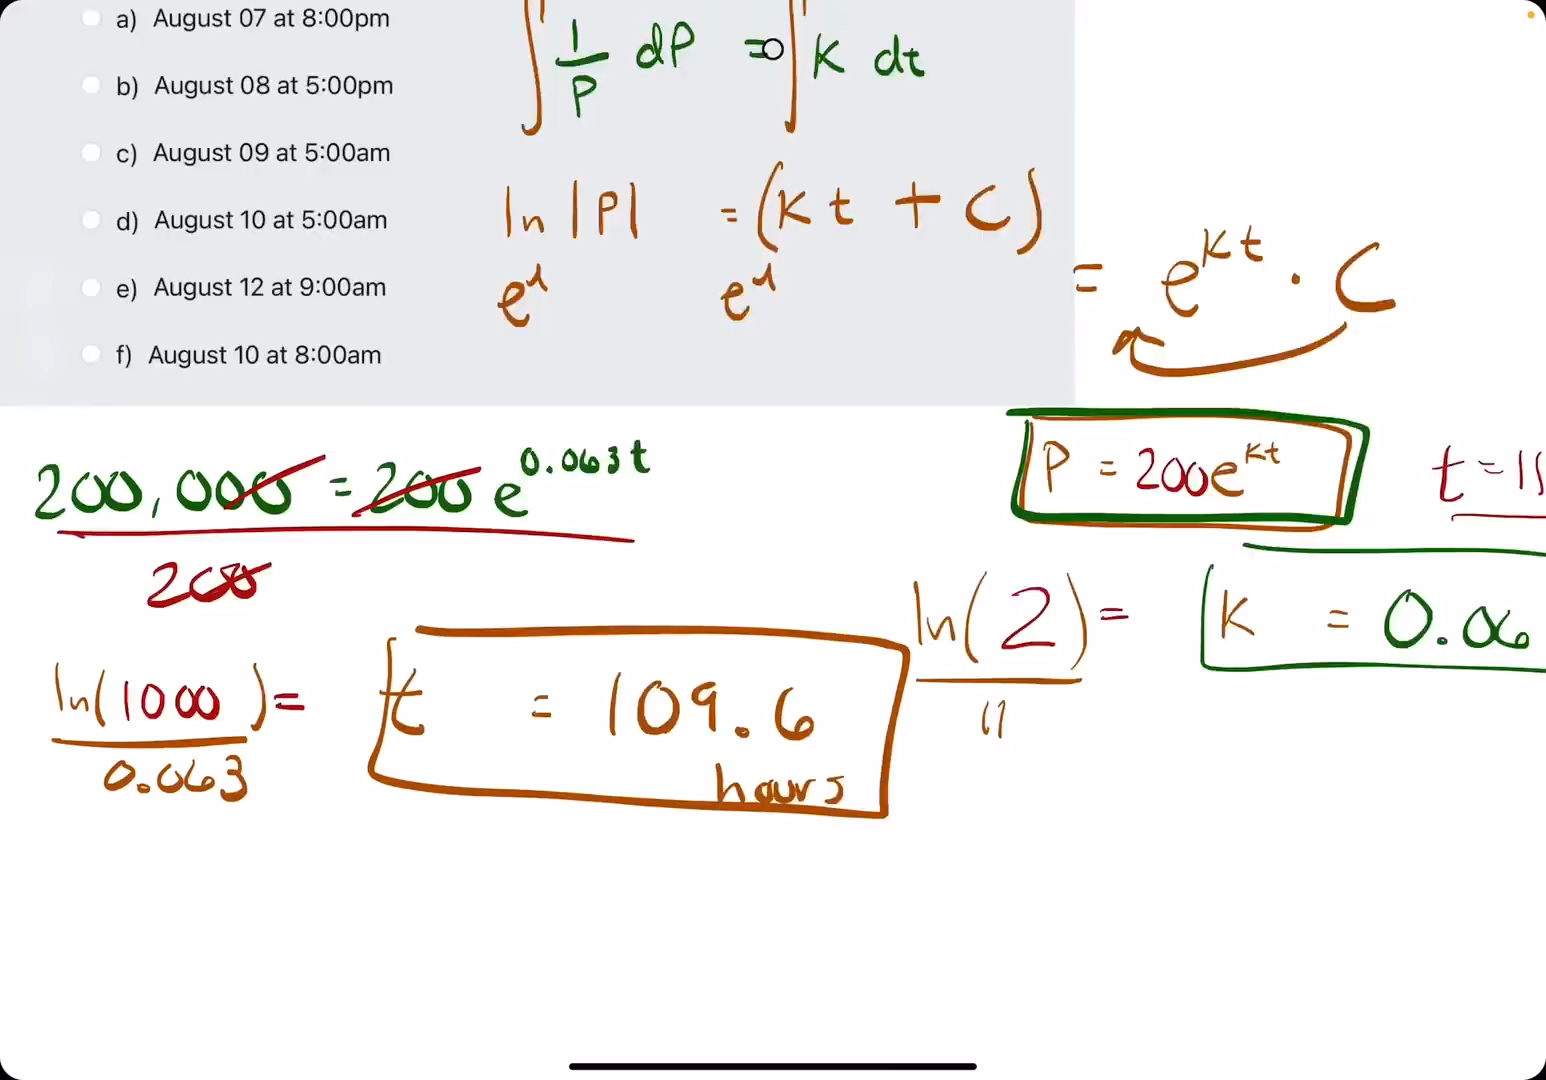 a) August 07 at 8:00pm
b) August 08 at 5:00pm
c) August 09 at 5:00am
d) August 10 at 5:00am
e) August 12 at 9:00am
f) August 10 at 8:00am
∫ 1/P dP = ∫ K dt
ln |P| = (Kt + C)
e^ e^ = e^{Kt} · C
P = 200e^{Kt}
t = 11
200,000 = 200 e^{0.063t}
200
ln(2) = K = 0.06
11
ln(1000) = t = 109.6
0.063
hours